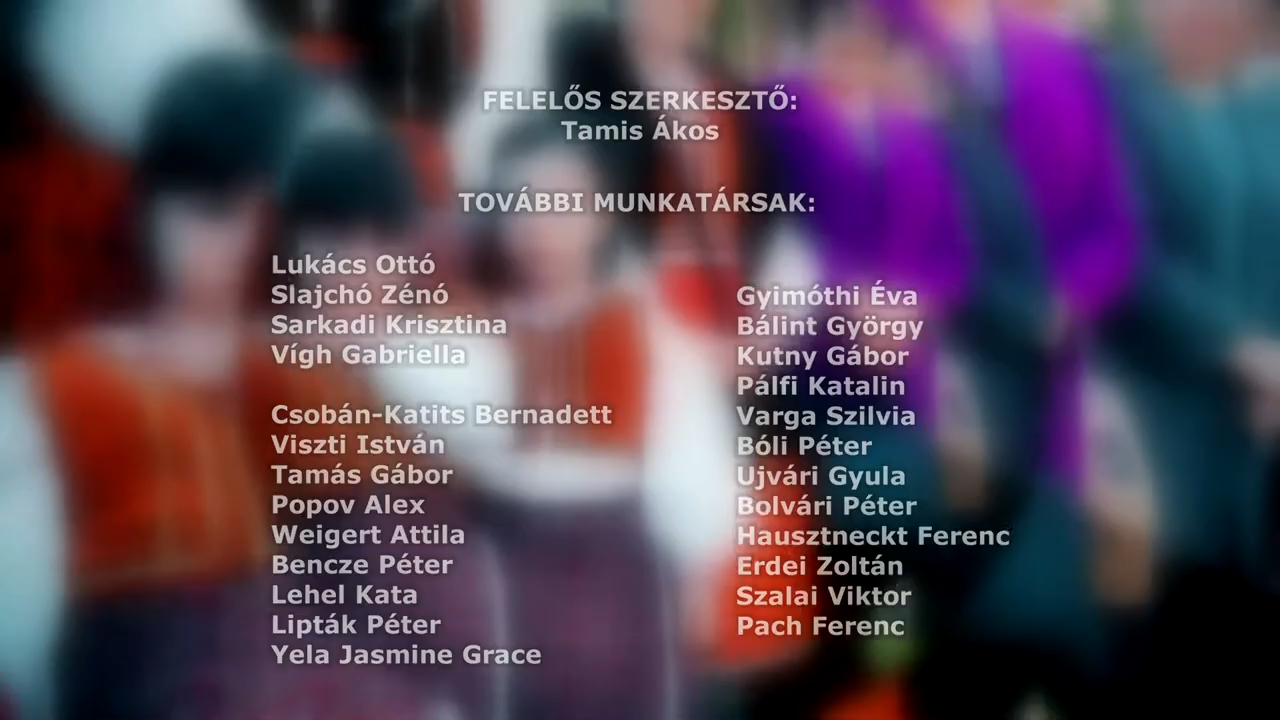 FELELŐS SZERKESZTŐ:
Tamis Ákos
TOVÁBBI MUNKATÁRSAK:
Lukács Ottó
Slajchó Zénó
Sarkadi Krisztina
Vígh Gabriella
Csobán-Katits Bernadett
Viszti István
Tamás Gábor
Popov Alex
Weigert Attila
Bencze Péter
Lehel Kata
Lipták Péter
Yela Jasmine Grace
Gyimóthi Éva
Bálint György
Kutny Gábor
Pálfi Katalin
Varga Szilvia
Bóli Péter
Ujvári Gyula
Bolvári Péter
Hausztneckt Ferenc
Erdei Zoltán
Szalai Viktor
Pach Ferenc